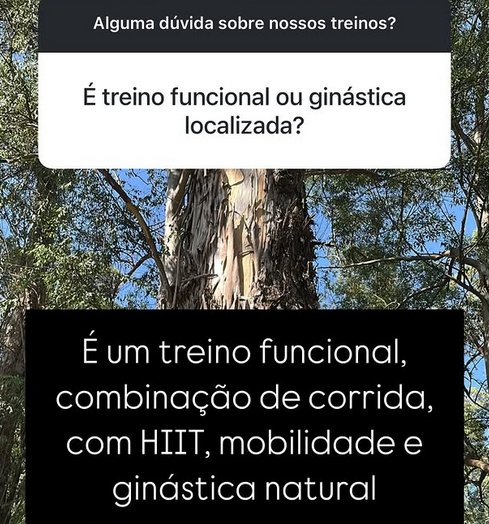 Alguma dúvida sobre nossos treinos?
É treino funcional ou ginástica
localizada?
É um treino funcional,
combinação de corrida,
com HIIT, mobilidade e
ginástica natural